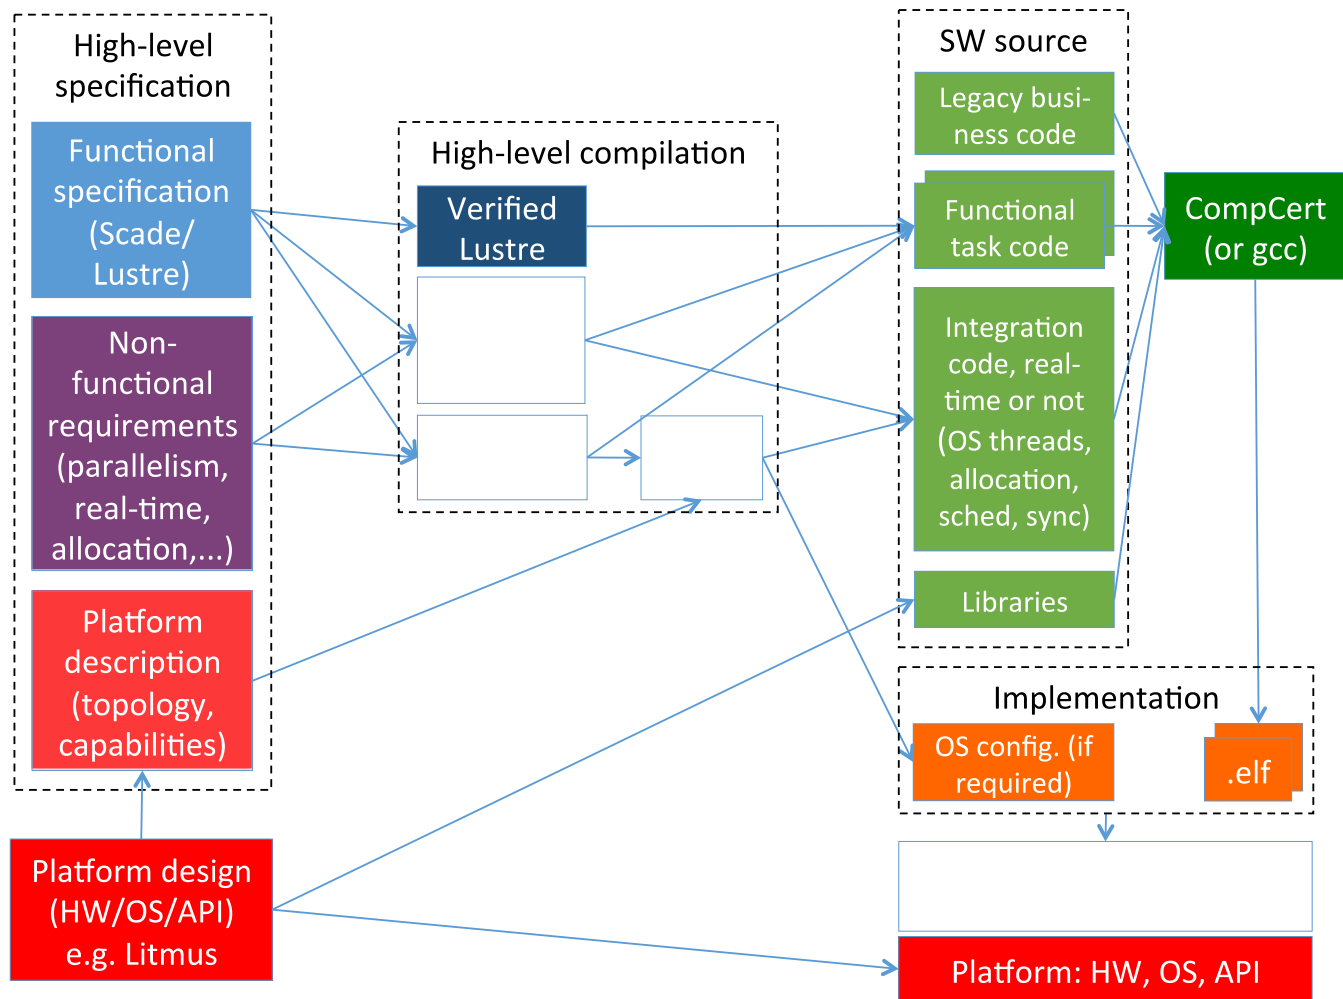 High-level
specification
Functional
specification
(Scade/
Lustre)
Non-
functional
requirements
(parallelism,
real-time,
allocation,...)
Platform
description
(topology,
capabilities)
Platform design
(HW/OS/API)
e.g. Litmus
High-level compilation
Verified
Lustre
SW source
Legacy busi-
ness code
Functional
task code
Integration
code, real-
time or not
(OS threads,
allocation,
sched, sync)
Libraries
CompCert
(or gcc)
Implementation
OS config. (if
required)
.elf
Platform: HW, OS, API